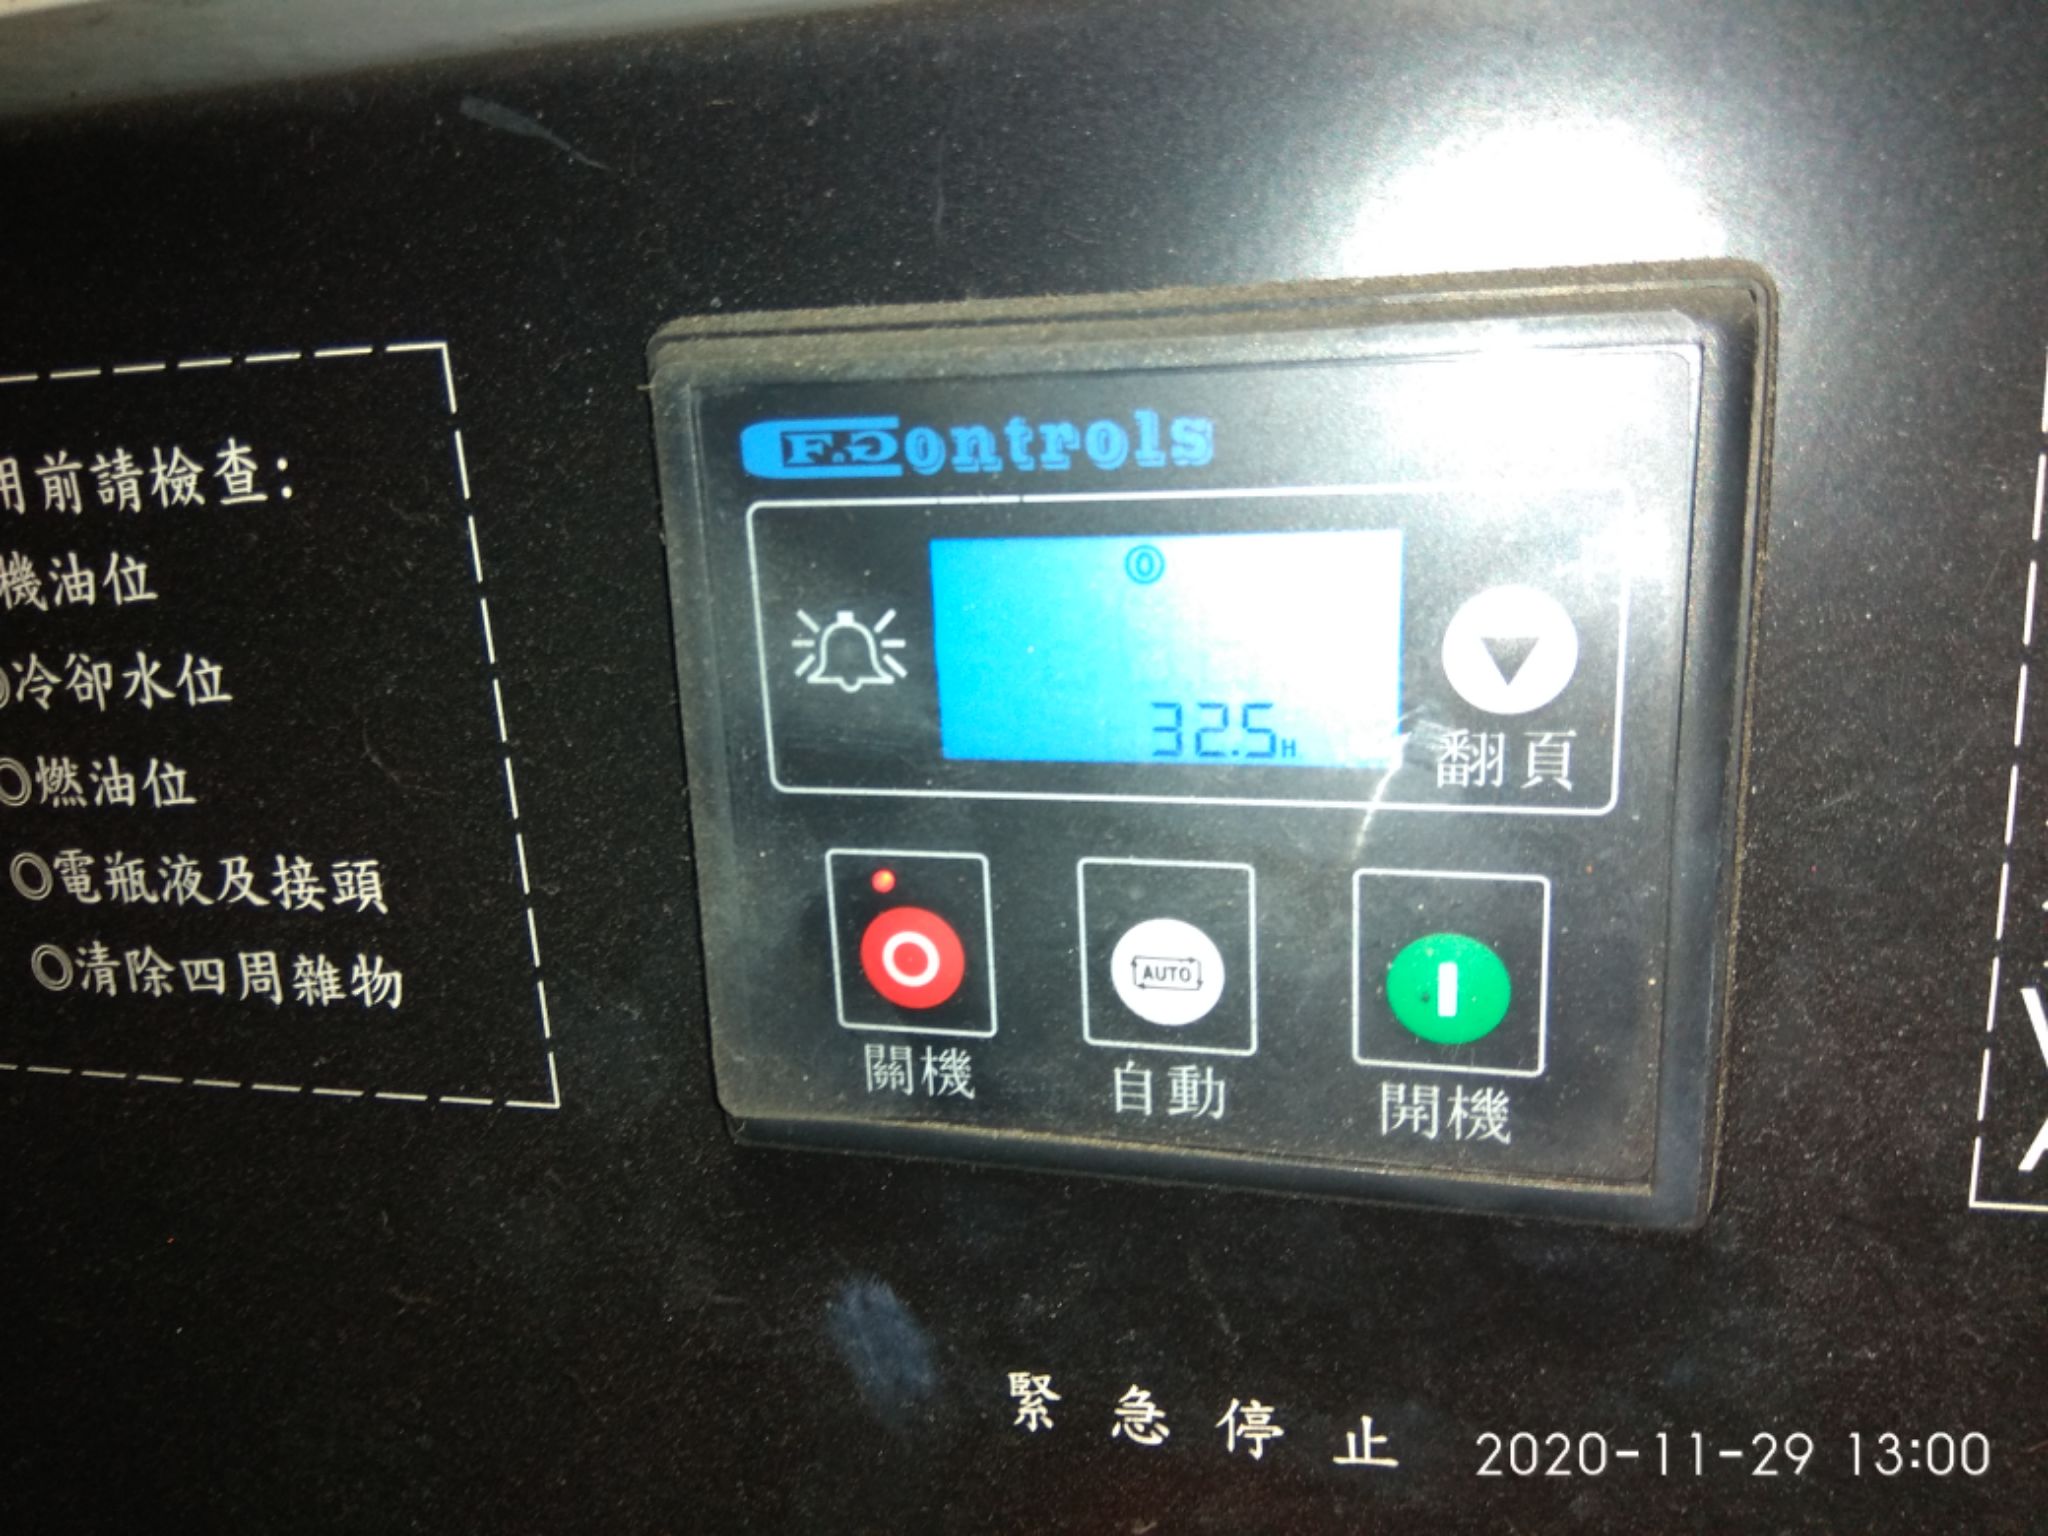 用前請檢查:
機油位
◎冷卻水位
◎燃油位
◎電瓶液及接頭
◎清除四周雜物
F.G Controls
0
32.5H
翻頁
AUTO
關機
自動
開機
緊急停止
2020-11-29 13:00